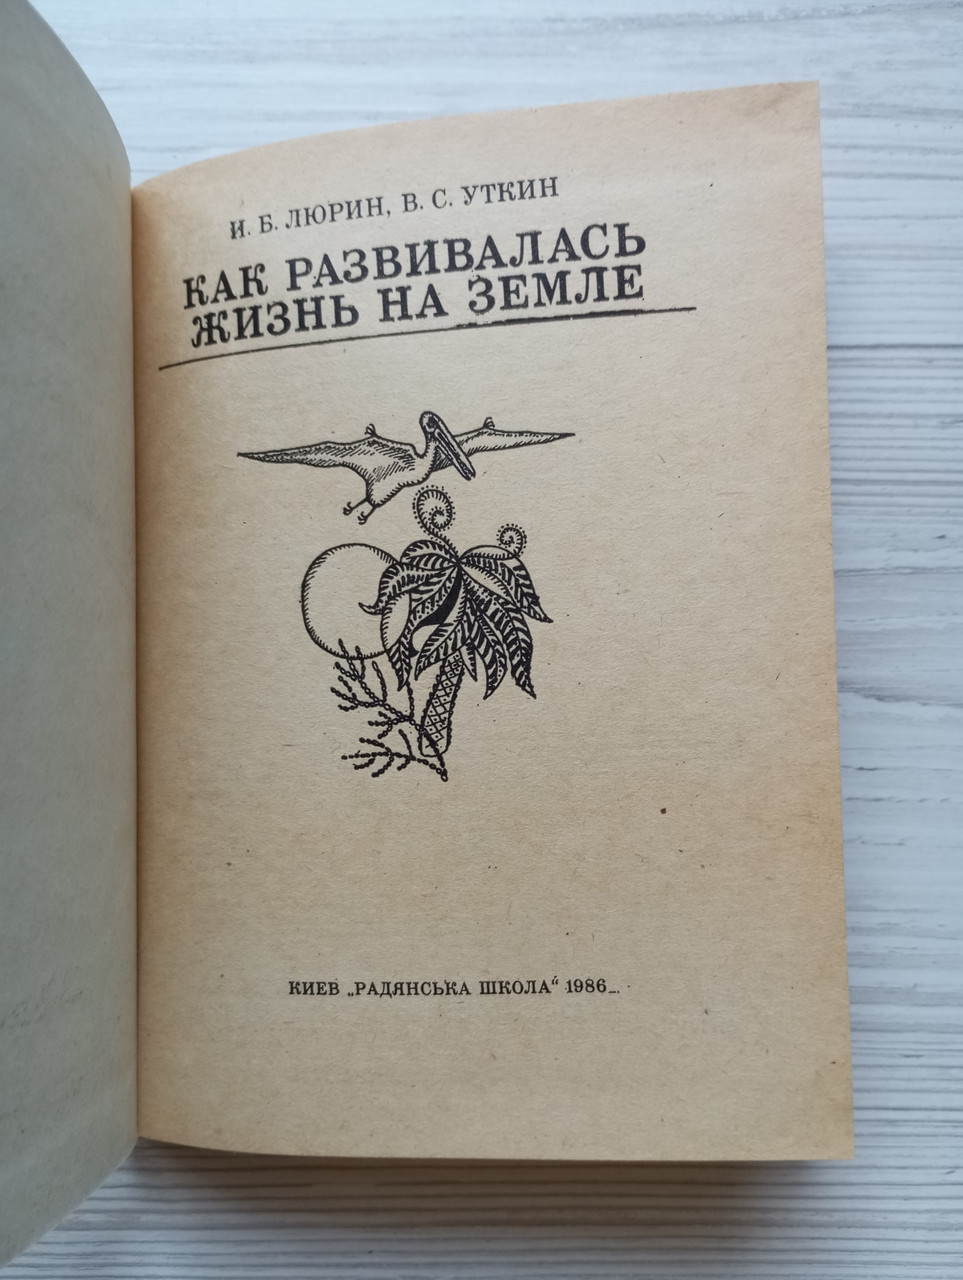 И. Б. ЛЮРИН, В. С. УТКИН
КАК РАЗВИВАЛАСЬ
ЖИЗНЬ НА ЗЕМЛЕ
КИЕВ „РАДЯНСЬКА ШКОЛА“ 1986